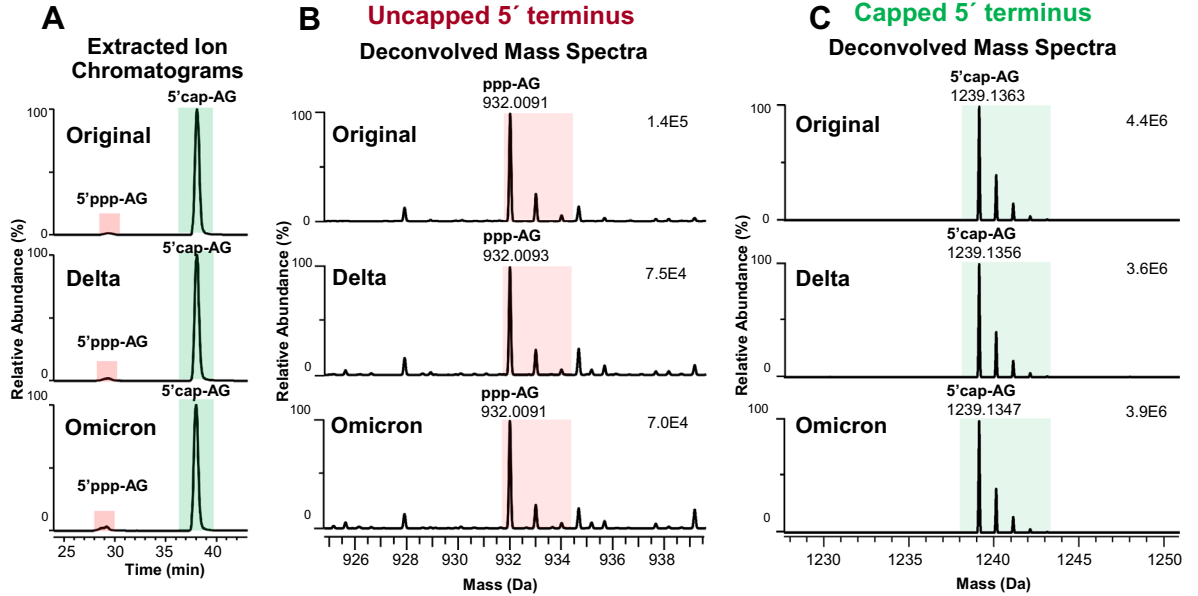 A
Extracted Ion
Chromatograms
5’cap-AG
100
Original
5’ppp-AG
0
5’cap-AG
100
Delta
5’ppp-AG
0
5’cap-AG
100
Omicron
5’ppp-AG
0
25 30 35 40
Time (min)
Relative Abundance (%)
B
Uncapped 5´ terminus
Deconvolved Mass Spectra
ppp-AG
932.0091
100
Original
1.4E5
0
ppp-AG
932.0093
100
Delta
7.5E4
0
ppp-AG
932.0091
100
Omicron
7.0E4
0
926 928 930 932 934 936 938
Mass (Da)
Relative Abundance (%)
C
Capped 5´ terminus
Deconvolved Mass Spectra
5’cap-AG
1239.1363
100
Original
4.4E6
0
5’cap-AG
1239.1356
100
Delta
3.6E6
0
5’cap-AG
1239.1347
100
Omicron
3.9E6
0
1230 1235 1240 1245 1250
Mass (Da)
Relative Abundance (%)